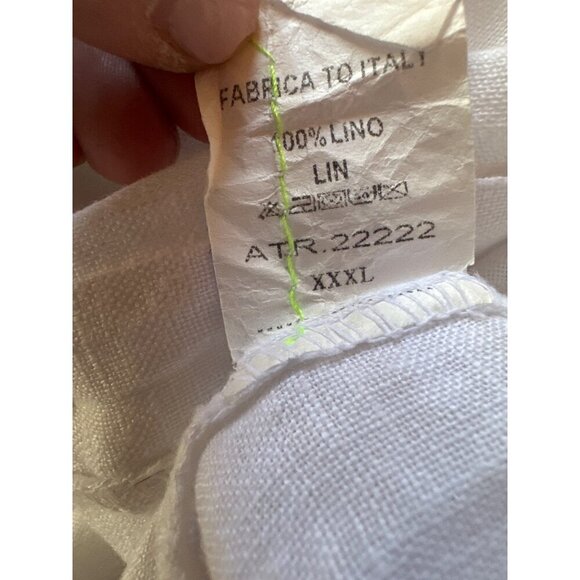 FABRICA TO ITALY
100% LINO
LIN
ATR.22222
XXXL